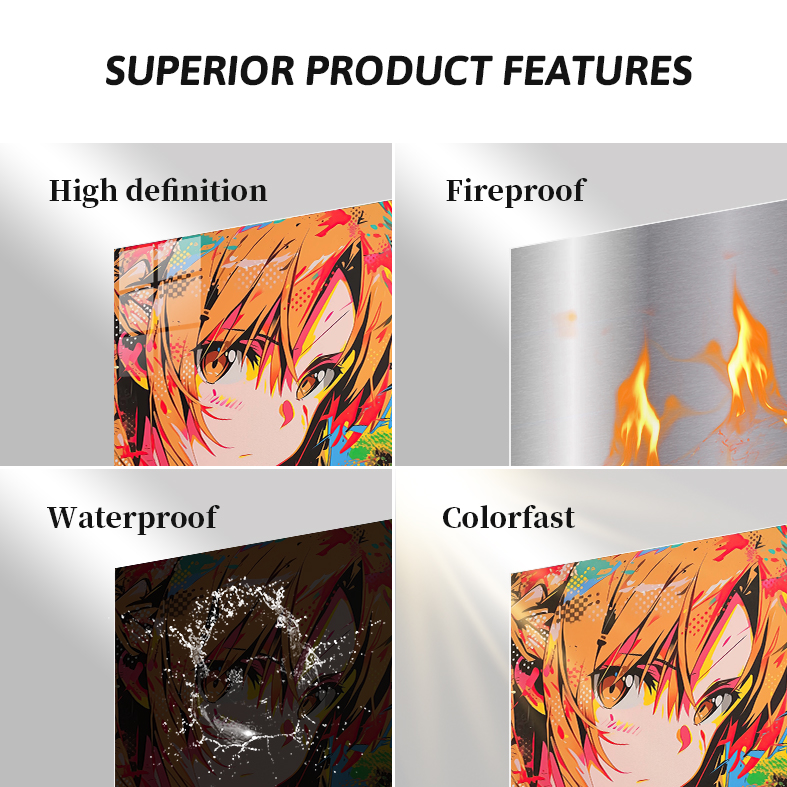 SUPERIOR PRODUCT FEATURES
High definition
Fireproof
Waterproof
Colorfast